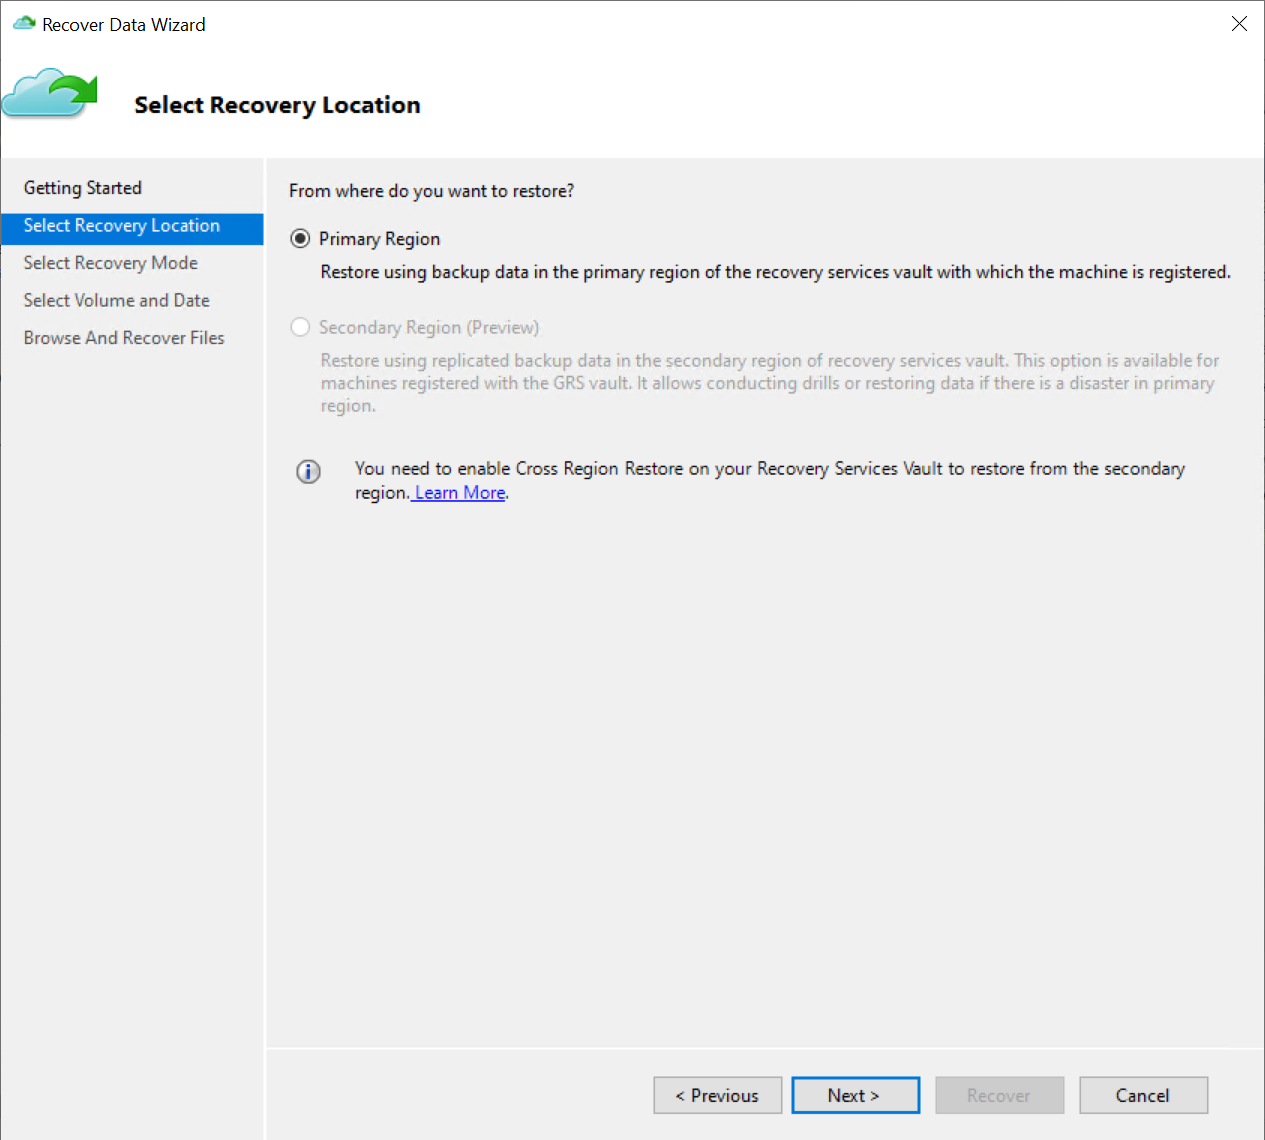 Recover Data Wizard
Select Recovery Location
Getting Started
Select Recovery Location
Select Recovery Mode
Select Volume and Date
Browse And Recover Files
From where do you want to restore?
Primary Region
Restore using backup data in the primary region of the recovery services vault with which the machine is registered.
Secondary Region (Preview)
Restore using replicated backup data in the secondary region of recovery services vault. This option is available for
machines registered with the GRS vault. It allows conducting drills or restoring data if there is a disaster in primary
region.
You need to enable Cross Region Restore on your Recovery Services Vault to restore from the secondary
region. Learn More.
< Previous
Next >
Recover
Cancel